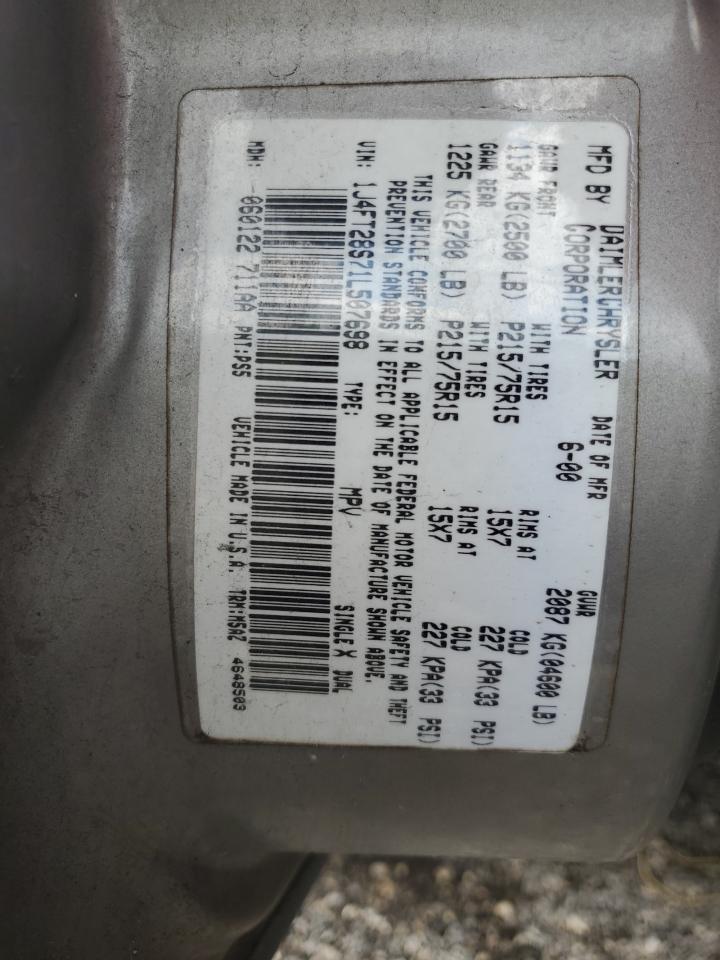 MFD BY DAIMLERCHRYSLER CORPORATION DATE OF MFR 6-00 GVWR 2087 KG(04600 LB)
GAWR FRONT WITH TIRES RIMS AT COLD
1134 KG(2500 LB) P215/75R15 15X7 227 KPA(33 PSI)
GAWR REAR WITH TIRES RIMS AT COLD
1225 KG(2700 LB) P215/75R15 15X7 227 KPA(33 PSI)
THIS VEHICLE CONFORMS TO ALL APPLICABLE FEDERAL MOTOR VEHICLE SAFETY AND THEFT
PREVENTION STANDARDS IN EFFECT ON THE DATE OF MANUFACTURE SHOWN ABOVE.
VIN: 1J4FT28S71L507698 TYPE: MPV SINGLE X DUAL
MDH: 060122 711AA PNT:PS5 VEHICLE MADE IN U.S.A. TRM:M5AZ 4648503